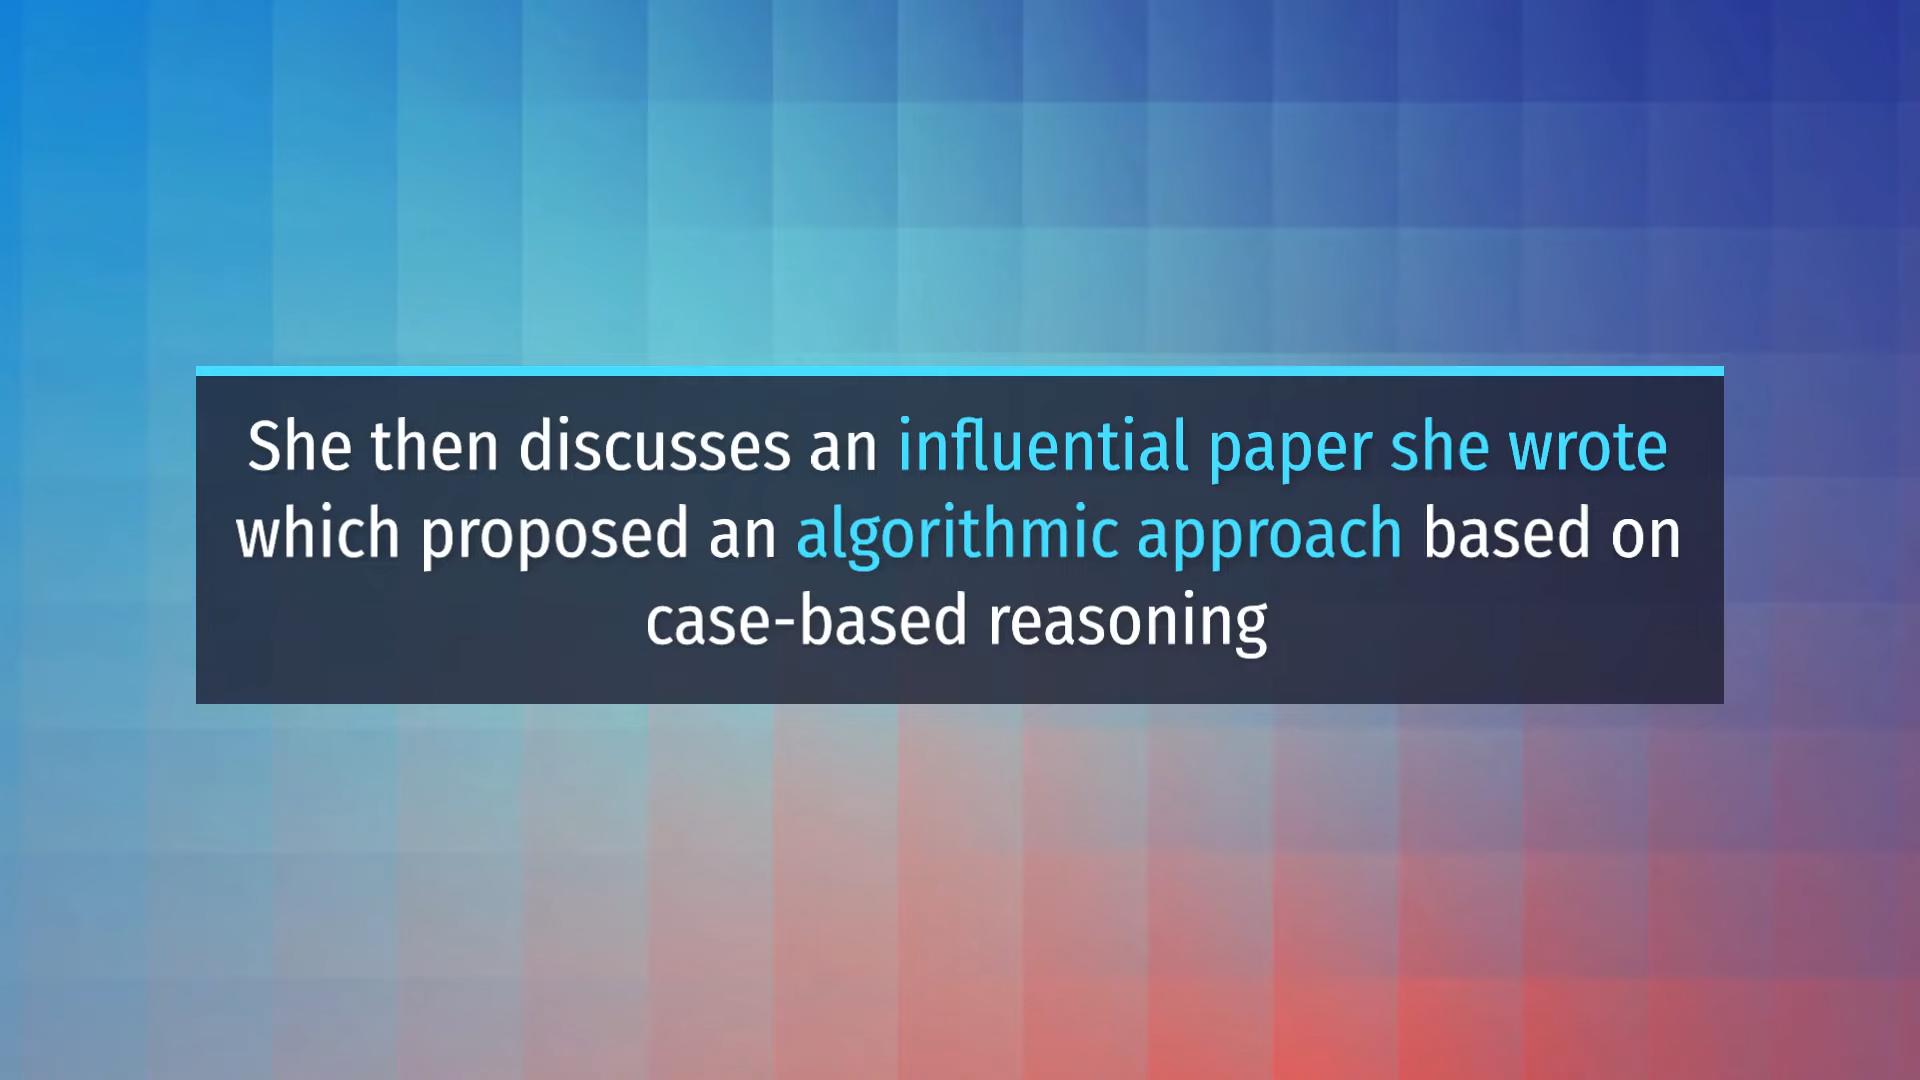 She then discusses an influential paper she wrote
which proposed an algorithmic approach based on
case-based reasoning